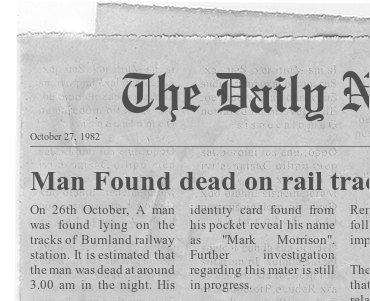 The Daily
October 27, 1982
Man Found dead on rail
On 26th October, A man
was found lying on the
tracks of Burnland railway
station. It is estimated that
the man was dead at around
3.00 am in the night. His
identity card found from
his pocket reveal his name
as "Mark Morrison".
Further investigation
regarding this mater is still
in progress.